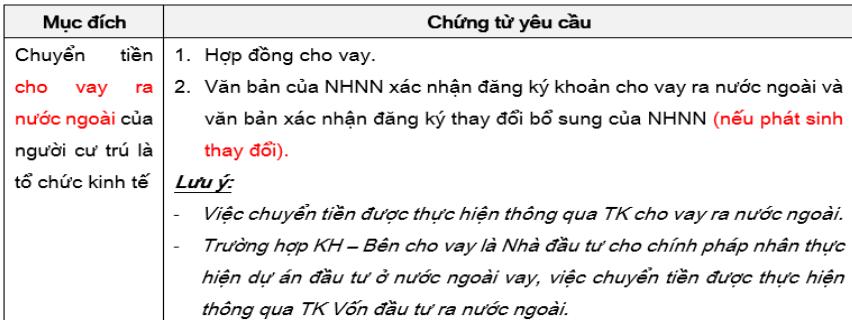 Mục đích
Chứng từ yêu cầu
Chuyển tiền
cho vay ra
nước ngoài của
người cư trú là
tổ chức kinh tế
1. Hợp đồng cho vay.
2. Văn bản của NHNN xác nhận đăng ký khoản cho vay ra nước ngoài và
văn bản xác nhận đăng ký thay đổi bổ sung của NHNN (nếu phát sinh
thay đổi).
Lưu ý:
- Việc chuyển tiền được thực hiện thông qua TK cho vay ra nước ngoài.
- Trường hợp KH – Bên cho vay là Nhà đầu tư cho chính pháp nhân thực
hiện dự án đầu tư ở nước ngoài vay, việc chuyển tiền được thực hiện
thông qua TK Vốn đầu tư ra nước ngoài.